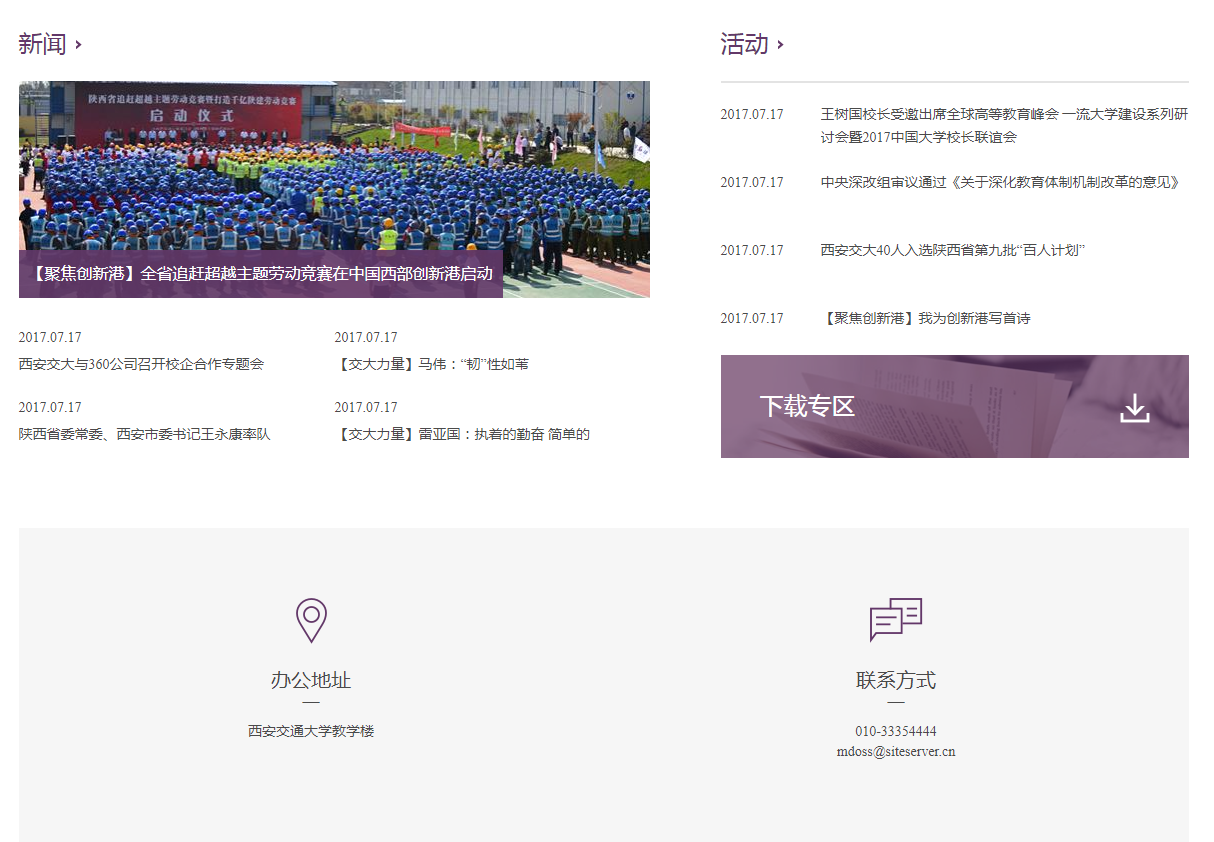 新闻
陕西省追赶超越主题劳动竞赛暨打造千亿陕建劳动竞赛
启动仪式
【聚焦创新港】全省追赶超越主题劳动竞赛在中国西部创新港启动
2017.07.17
西安交大与360公司召开校企合作专题会
2017.07.17
【交大力量】马伟：“韧”性如苇
2017.07.17
陕西省委常委、西安市委书记王永康率队
2017.07.17
【交大力量】雷亚国：执着的勤奋 简单的
活动
2017.07.17
王树国校长受邀出席全球高等教育峰会 一流大学建设系列研
讨会暨2017中国大学校长联谊会
2017.07.17
中央深改组审议通过《关于深化教育体制机制改革的意见》
2017.07.17
西安交大40人入选陕西省第九批“百人计划”
2017.07.17
【聚焦创新港】我为创新港写首诗
下载专区
办公地址
西安交通大学教学楼
联系方式
010-33354444
mdoss@siteserver.cn